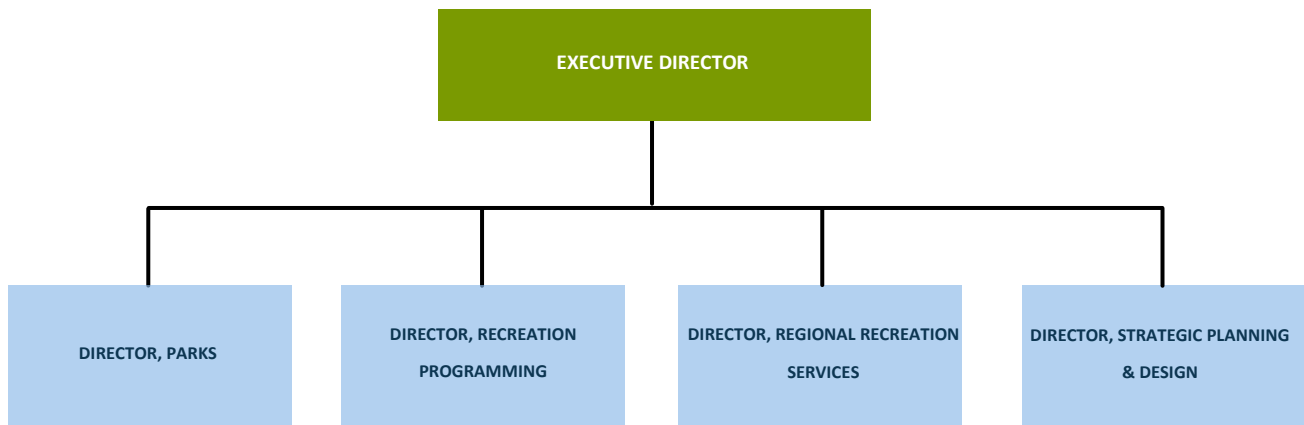 EXECUTIVE DIRECTOR
DIRECTOR, PARKS
DIRECTOR, RECREATION
PROGRAMMING
DIRECTOR, REGIONAL RECREATION
SERVICES
DIRECTOR, STRATEGIC PLANNING
& DESIGN